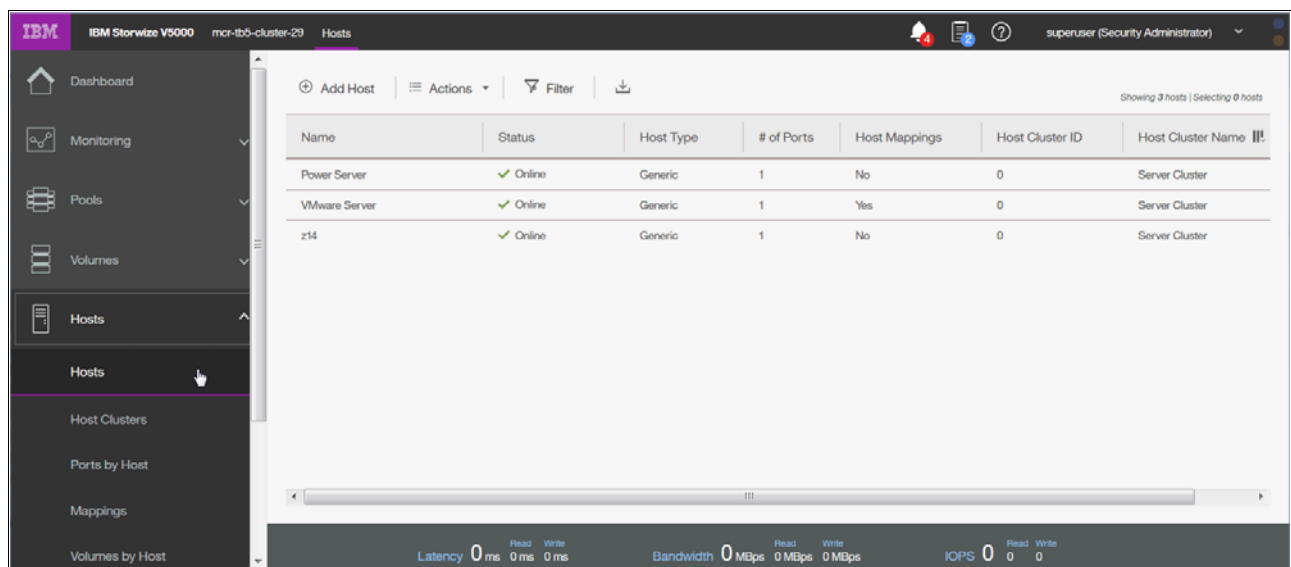 IBM IBM Storwize V5000 mcr-tb5-cluster-29 Hosts 4 2 ? superuser (Security Administrator)
Dashboard
Monitoring
Pools
Volumes
Hosts
Hosts
Host Clusters
Ports by Host
Mappings
Volumes by Host
Add Host Actions Filter
Showing 3 hosts | Selecting 0 hosts
Name Status Host Type # of Ports Host Mappings Host Cluster ID Host Cluster Name
Power Server Online Generic 1 No 0 Server Cluster
VMware Server Online Generic 1 Yes 0 Server Cluster
z14 Online Generic 1 No 0 Server Cluster
Read Write Read Write Read Write
Latency 0 ms 0 ms 0 ms Bandwidth 0 MBps 0 MBps 0 MBps IOPS 0 0 0